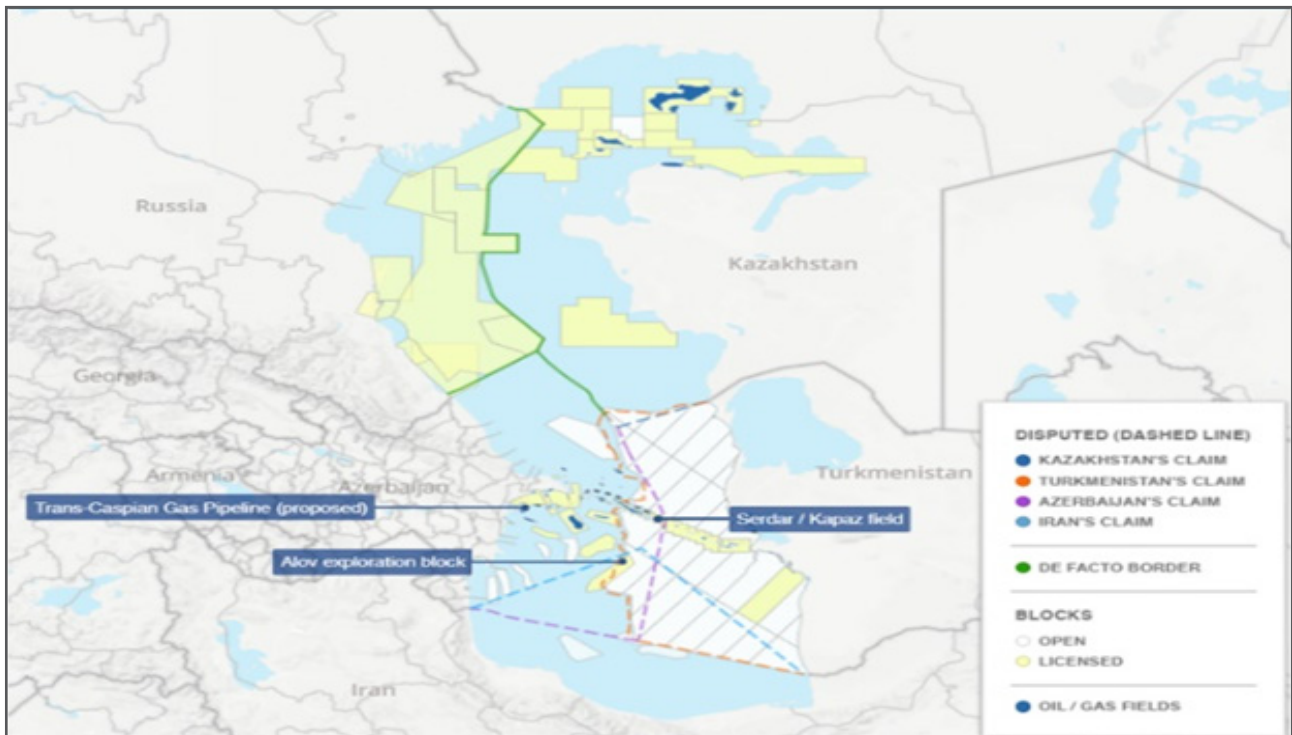 Russia
Kazakhstan
Georgia
Armenia
Azerbaijan
Turkmenistan
Trans-Caspian Gas Pipeline (proposed)
Serdar / Kapaz field
Alov exploration block
Iran
DISPUTED (DASHED LINE)
KAZAKHSTAN'S CLAIM
TURKMENISTAN'S CLAIM
AZERBAIJAN'S CLAIM
IRAN'S CLAIM
DE FACTO BORDER
BLOCKS
OPEN
LICENSED
OIL / GAS FIELDS